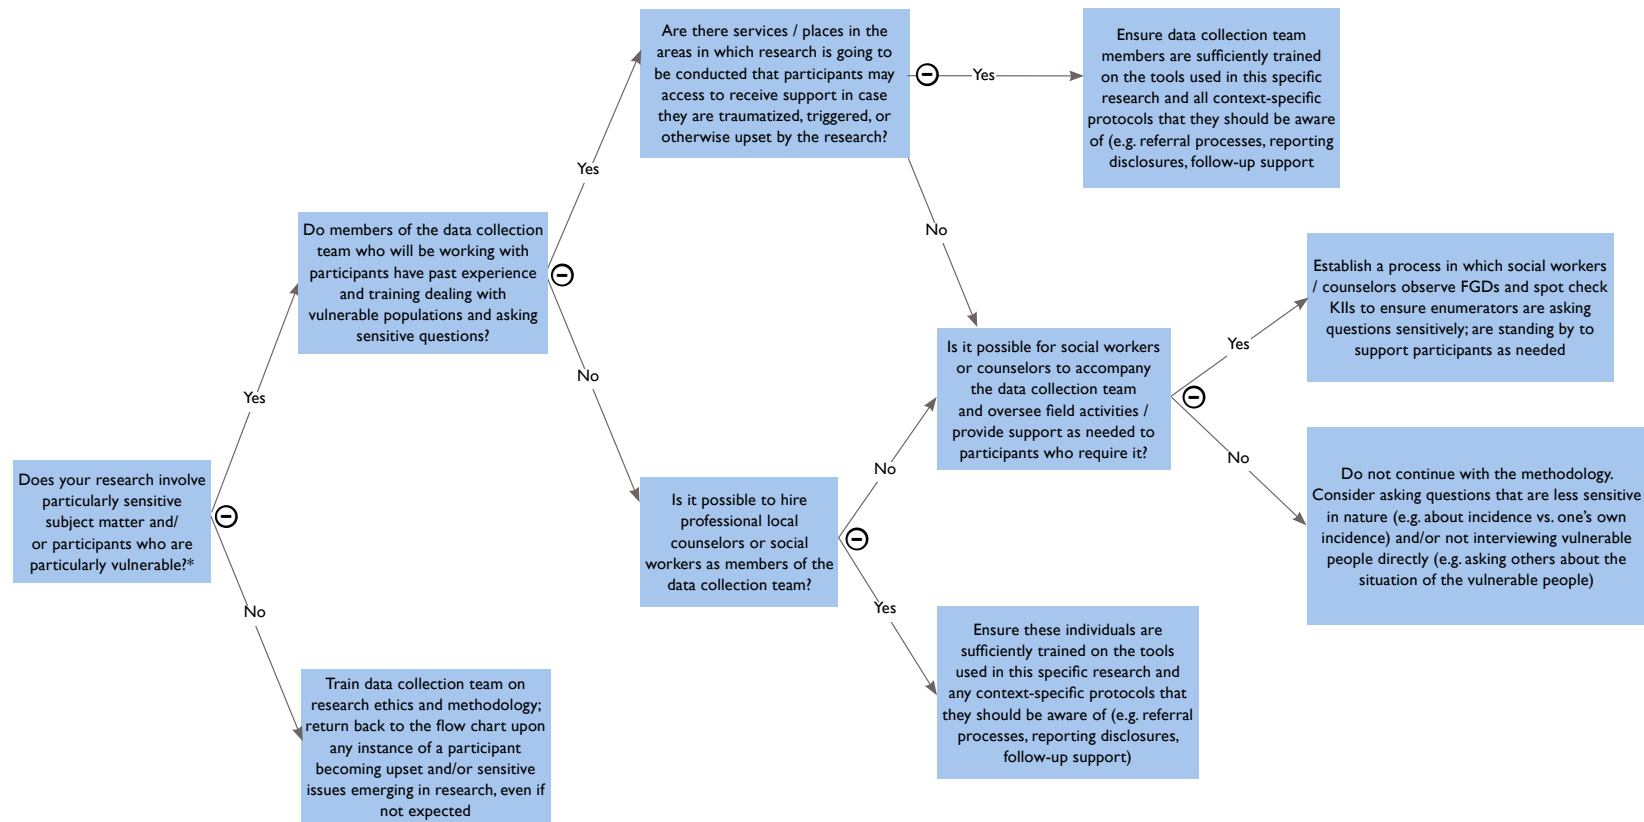 Does your research involve
particularly sensitive
subject matter and/
or participants who are
particularly vulnerable?*
Yes
No
Do members of the data collection
team who will be working with
participants have past experience
and training dealing with
vulnerable populations and asking
sensitive questions?
Train data collection team on
research ethics and methodology;
return back to the flow chart upon
any instance of a participant
becoming upset and/or sensitive
issues emerging in research, even if
not expected
Yes
No
Are there services / places in the
areas in which research is going to
be conducted that participants may
access to receive support in case
they are traumatized, triggered, or
otherwise upset by the research?
Is it possible to hire
professional local
counselors or social
workers as members of the
data collection team?
Yes
No
No
Yes
Ensure data collection team
members are sufficiently trained
on the tools used in this specific
research and all context-specific
protocols that they should be aware
of (e.g. referral processes, reporting
disclosures, follow-up support
Is it possible for social workers
or counselors to accompany
the data collection team
and oversee field activities /
provide support as needed to
participants who require it?
Ensure these individuals are
sufficiently trained on the tools
used in this specific research and
any context-specific protocols that
they should be aware of (e.g. referral
processes, reporting disclosures,
follow-up support)
Yes
No
Establish a process in which social workers
/ counselors observe FGDs and spot check
KIIs to ensure enumerators are asking
questions sensitively; are standing by to
support participants as needed
Do not continue with the methodology.
Consider asking questions that are less sensitive
in nature (e.g. about incidence vs. one's own
incidence) and/or not interviewing vulnerable
people directly (e.g. asking others about the
situation of the vulnerable people)